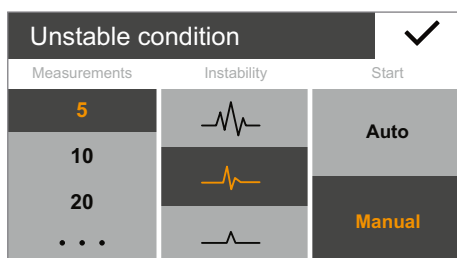 Unstable condition
Measurements Instability Start
5
10
20
. . .
Auto
Manual